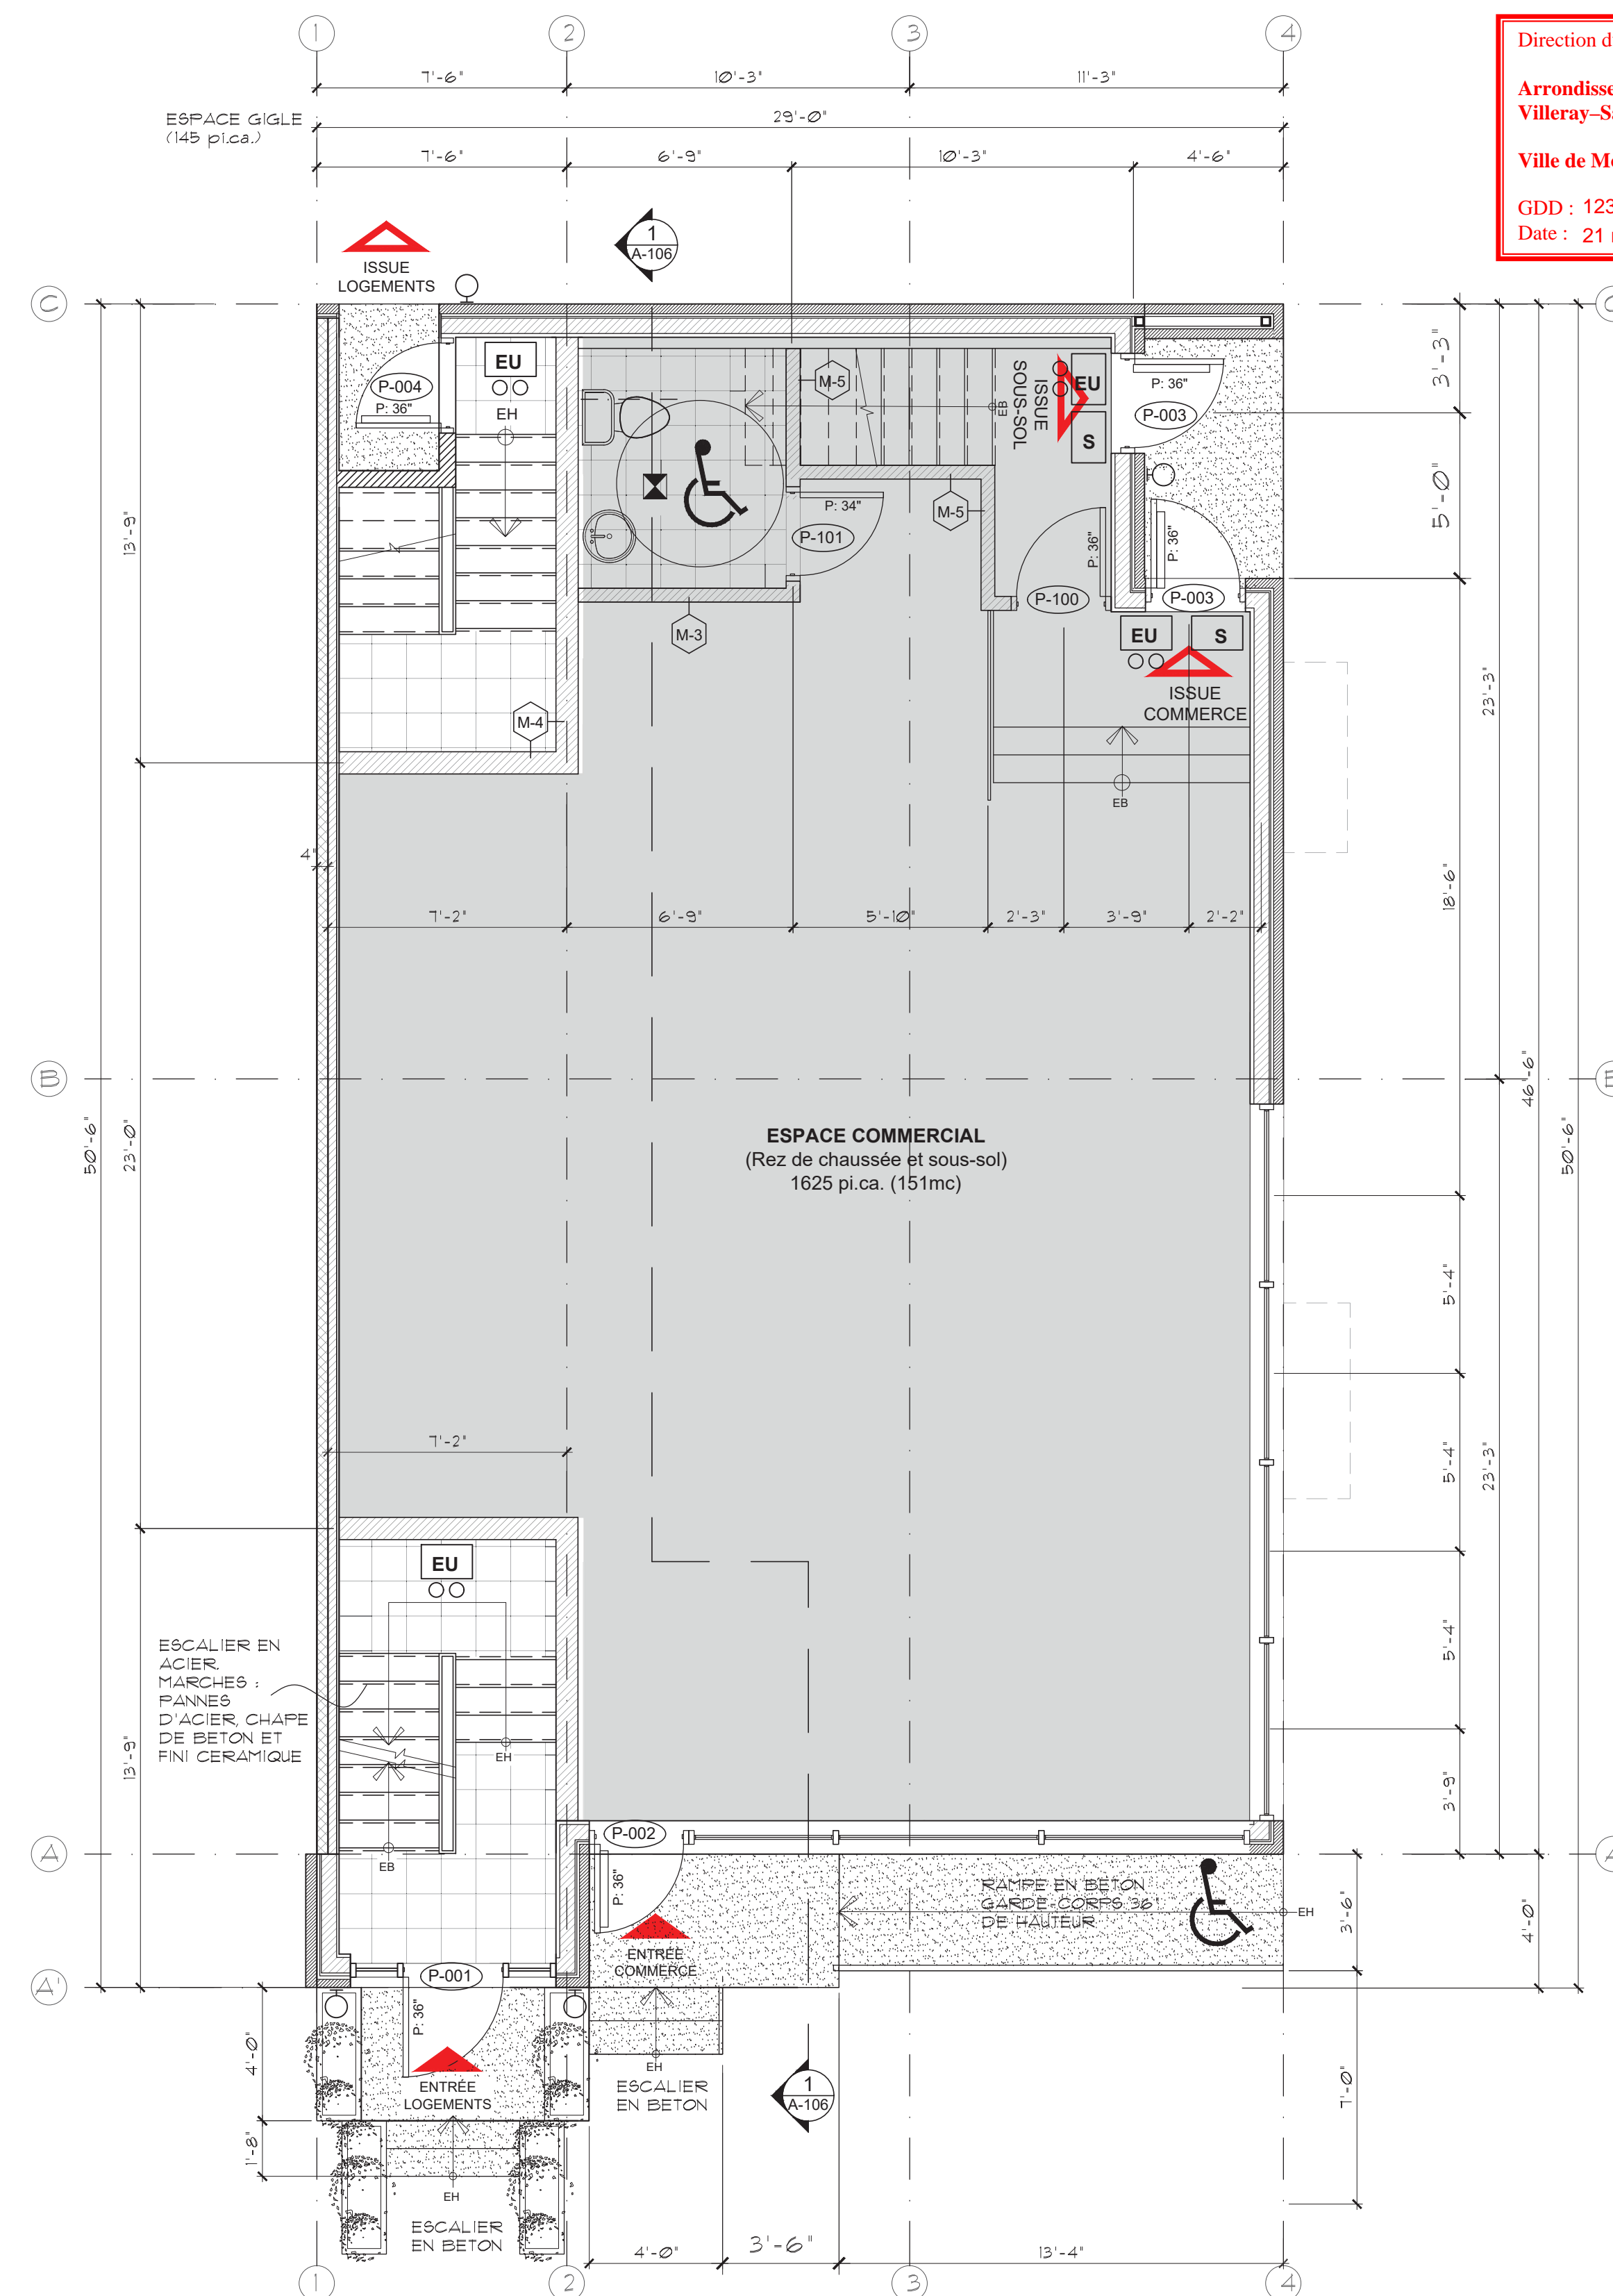 1
2
3
4
Direction d
Arrondisse
Villeray–S
Ville de M
GDD : 123
Date : 21
7'-6"
10'-3"
11'-3"
ESPACE GIGLE
(145 pi.ca.)
29'-0"
7'-6"
6'-9"
10'-3"
4'-6"
1
A-106
ISSUE
LOGEMENTS
C
C
EU
P-004
P: 36"
EH
M-5
EB
ISSUE
SOUS-SOL
EU
S
P: 36"
P-003
3'-3"
5'-0"
P: 34"
P-101
M-5
P: 36"
P: 36"
P-100
P-003
13'-9"
M-3
EU
S
ISSUE
COMMERCE
M-4
EB
23'-3"
4"
18'-6"
7'-2"
6'-9"
5'-10"
2'-3"
3'-9"
2'-2"
B
50'-6"
23'-0"
46'-6"
50'-6"
ESPACE COMMERCIAL
(Rez de chaussée et sous-sol)
1625 pi.ca. (151mc)
5'-4"
7'-2"
5'-4"
23'-3"
EU
ESCALIER EN
ACIER.
MARCHES :
PANNES
D'ACIER, CHAPE
DE BETON ET
FINI CERAMIQUE
EH
EB
5'-4"
13'-9"
3'-9"
A
A
P-002
P: 36"
RAMPE EN BETON
GARDE-CORPS 36"
DE HAUTEUR
EH
3'-6"
4'-0"
ENTRÉE
COMMERCE
A'
P-001
P: 36"
ENTRÉE
LOGEMENTS
4'-0"
EH
ESCALIER
EN BETON
1
A-106
7'-0"
1'-8"
EH
ESCALIER
EN BETON
4'-0"
3'-6"
13'-4"
1
2
3
4